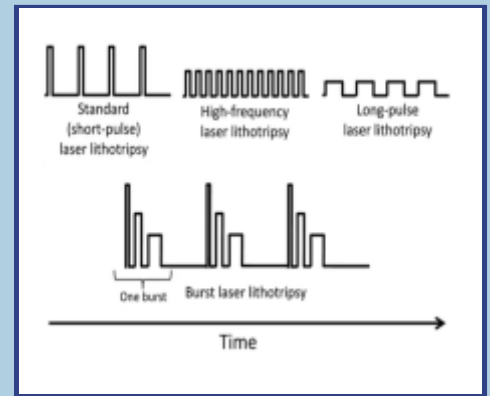 Standard
(short-pulse)
laser lithotripsy
High-frequency
laser lithotripsy
Long-pulse
laser lithotripsy
One burst
Burst laser lithotripsy
Time